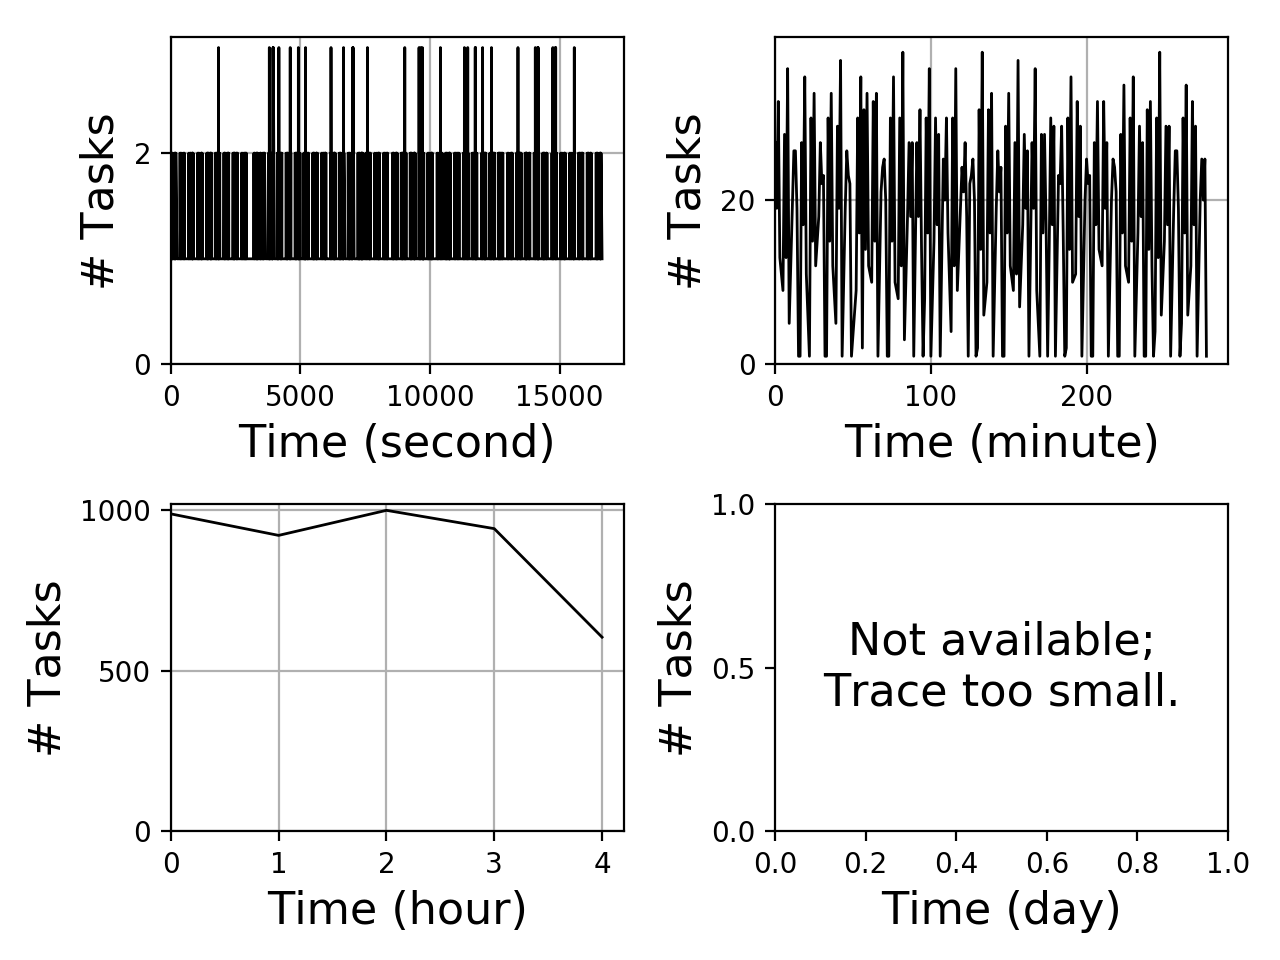 # Tasks
2
0
0 5000 10000 15000
Time (second)
# Tasks
20
0
0 100 200
Time (minute)
# Tasks
1000
500
0
0 1 2 3 4
Time (hour)
# Tasks
1.0
0.5
0.0
Not available;
Trace too small.
0.0 0.2 0.4 0.6 0.8 1.0
Time (day)